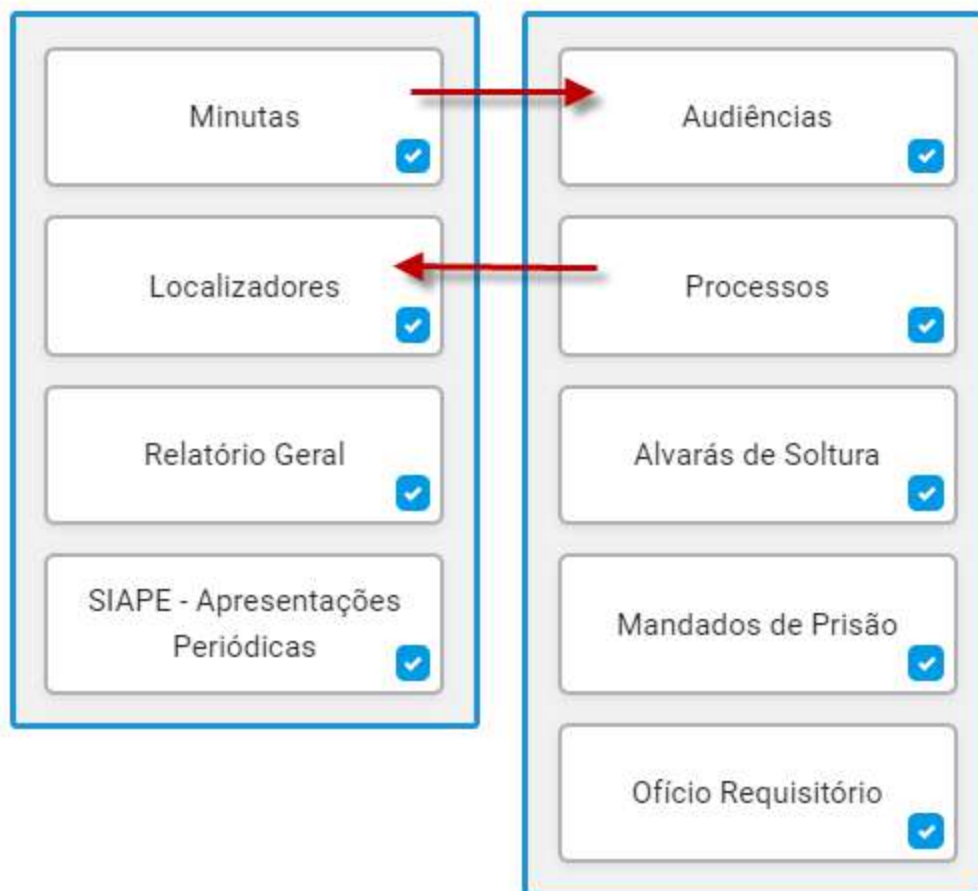 Minutas
Localizadores
Relatório Geral
SIAPE - Apresentações
Periódicas
Audiências
Processos
Alvarás de Soltura
Mandados de Prisão
Ofício Requisitório